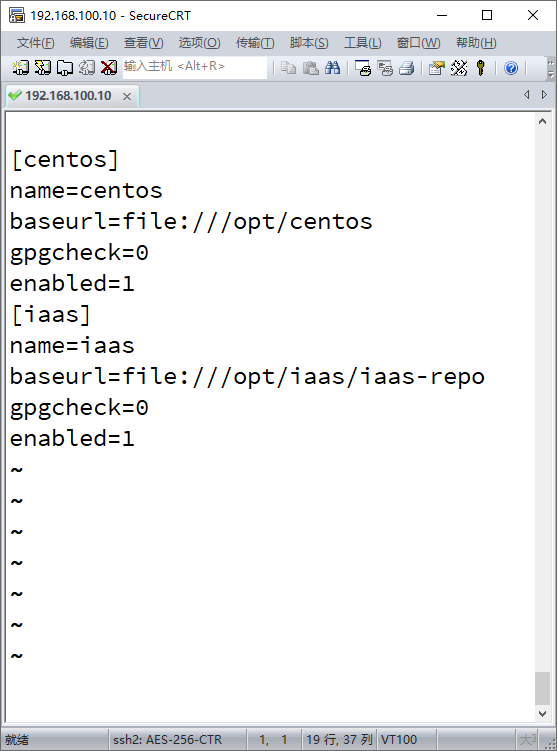 192.168.100.10 - SecureCRT
文件(F) 编辑(E) 查看(V) 选项(O) 传输(T) 脚本(S) 工具(L) 窗口(W) 帮助(H)
输入主机 <Alt+R>
192.168.100.10
[centos]
name=centos
baseurl=file:///opt/centos
gpgcheck=0
enabled=1
[iaas]
name=iaas
baseurl=file:///opt/iaas/iaas-repo
gpgcheck=0
enabled=1
~
~
~
~
~
~
~
就绪 ssh2: AES-256-CTR 1, 1 19 行, 37 列 VT100